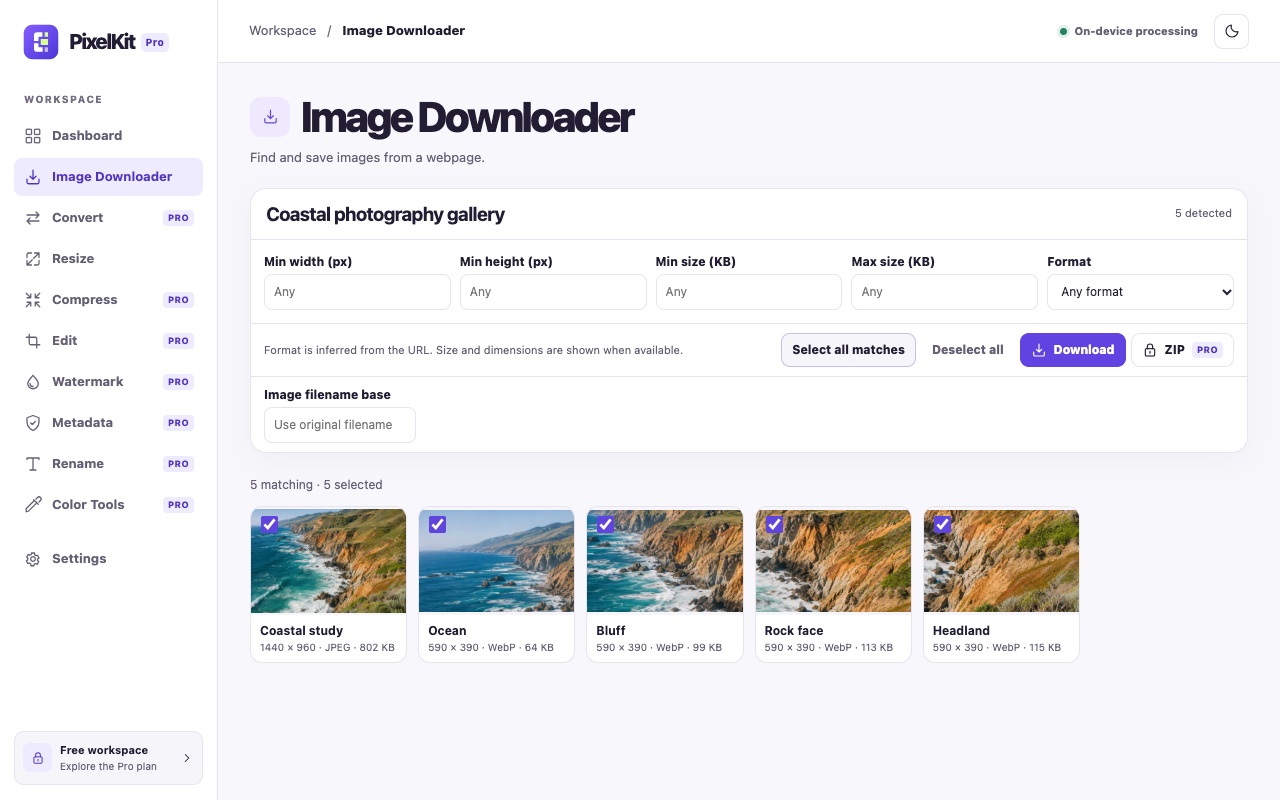 PixelKit Pro
WORKSPACE
Dashboard
Image Downloader
Convert PRO
Resize
Compress PRO
Edit PRO
Watermark PRO
Metadata PRO
Rename PRO
Color Tools PRO
Settings
Free workspace
Explore the Pro plan
Workspace / Image Downloader
On-device processing
Image Downloader
Find and save images from a webpage.
Coastal photography gallery
5 detected
Min width (px) Min height (px) Min size (KB) Max size (KB) Format
Any Any Any Any Any format
Format is inferred from the URL. Size and dimensions are shown when available.
Select all matches Deselect all Download ZIP PRO
Image filename base
Use original filename
5 matching · 5 selected
Coastal study
1440 × 960 · JPEG · 802 KB
Ocean
590 × 390 · WebP · 64 KB
Bluff
590 × 390 · WebP · 99 KB
Rock face
590 × 390 · WebP · 113 KB
Headland
590 × 390 · WebP · 115 KB